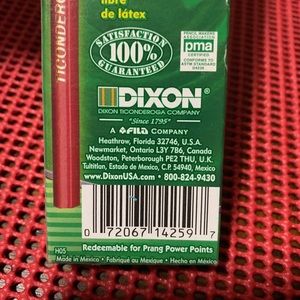 libre
de látex
SATISFACTION
100%
GUARANTEED
PENCIL MAKERS
ASSOCIATION
pma
CERTIFIED
CONFORMS TO
ASTM STANDARD
D4236
TICONDEROG
DIXON®
DIXON TICONDEROGA COMPANY
"Since 1795"
A FILA COMPANY
Heathrow, Florida 32746, U.S.A.
Newmarket, Ontario L3Y 7B6, Canada
Woodston, Peterborough PE2 7HU, U.K.
Tultitlan, Estado de Mexico, C.P. 54940, Mexico
www.DixonUSA.com • 800-824-9430
0 72067 14259 7
Redeemable for Prang Power Points
H05
Made in Mexico • Fabriqué au Mexique • Hecho en México